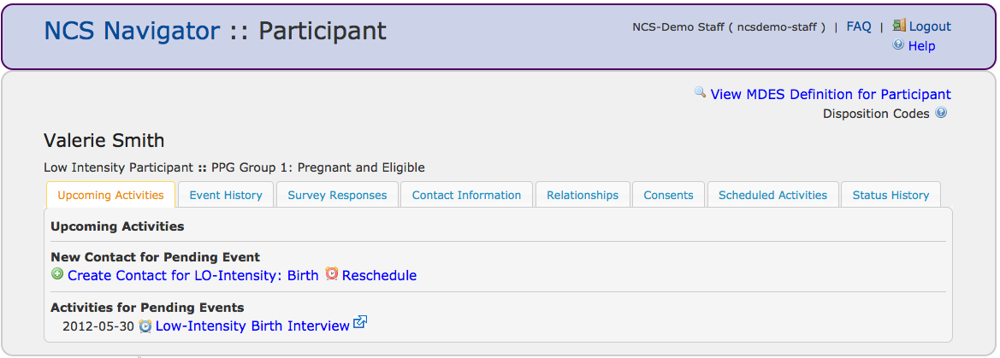 NCS Navigator :: Participant
NCS-Demo Staff ( ncsdemo-staff ) | FAQ | Logout
Help
View MDES Definition for Participant
Disposition Codes
Valerie Smith
Low Intensity Participant :: PPG Group 1: Pregnant and Eligible
Upcoming Activities Event History Survey Responses Contact Information Relationships Consents Scheduled Activities Status History
Upcoming Activities
New Contact for Pending Event
Create Contact for LO-Intensity: Birth Reschedule
Activities for Pending Events
2012-05-30 Low-Intensity Birth Interview